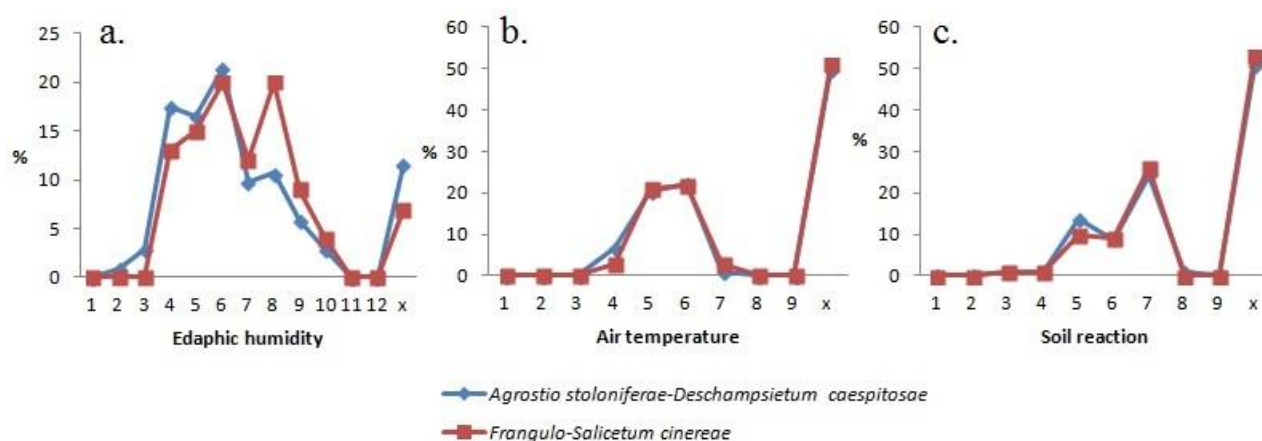 a.
25
20
15
10
5
0
%
1 2 3 4 5 6 7 8 9 10 11 12 x
Edaphic humidity
b.
60
50
40
30
20
10
0
%
1 2 3 4 5 6 7 8 9 x
Air temperature
c.
60
50
40
30
20
10
0
%
1 2 3 4 5 6 7 8 9 x
Soil reaction
Agrostio stoloniferae-Deschampsietum caespitosae
Frangulo-Salicetum cinereae